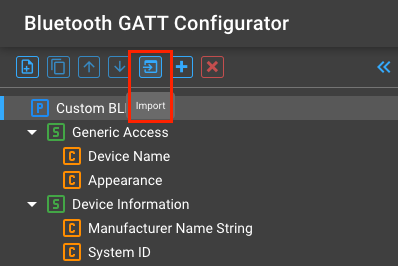 Bluetooth GATT Configurator
Import
P Custom BL
S Generic Access
C Device Name
C Appearance
S Device Information
C Manufacturer Name String
C System ID